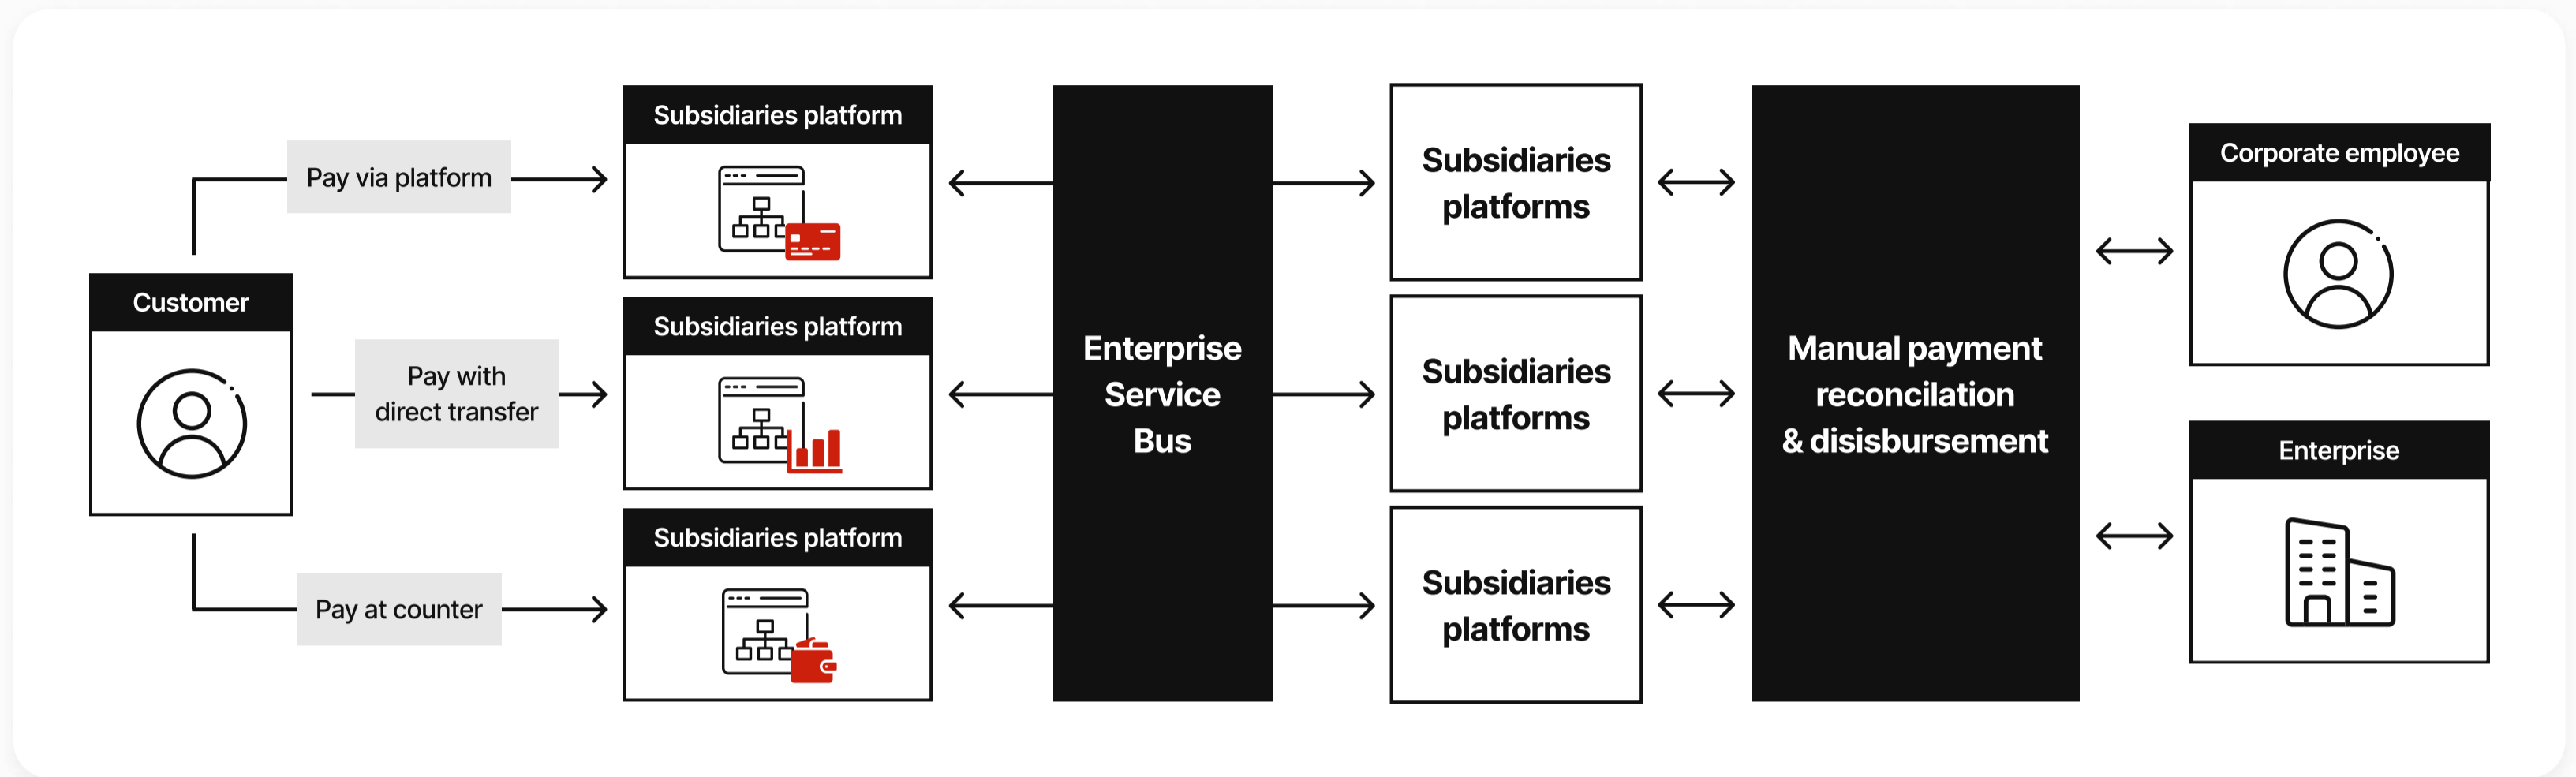 Customer
Pay via platform
Pay with
direct transfer
Pay at counter
Subsidiaries platform
Subsidiaries platform
Subsidiaries platform
Enterprise
Service
Bus
Subsidiaries
platforms
Subsidiaries
platforms
Subsidiaries
platforms
Manual payment
reconcilation
& disisbursement
Corporate employee
Enterprise